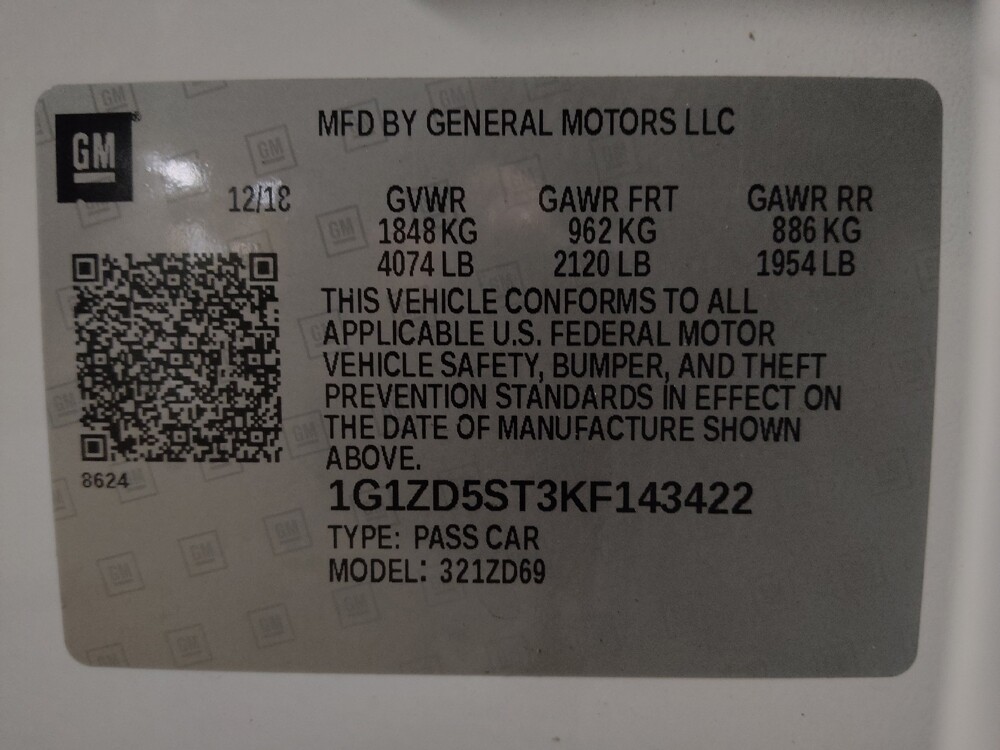 GM
MFD BY GENERAL MOTORS LLC
12/18 GVWR GAWR FRT GAWR RR
1848 KG 962 KG 886 KG
4074 LB 2120 LB 1954 LB
THIS VEHICLE CONFORMS TO ALL
APPLICABLE U.S. FEDERAL MOTOR
VEHICLE SAFETY, BUMPER, AND THEFT
PREVENTION STANDARDS IN EFFECT ON
THE DATE OF MANUFACTURE SHOWN
ABOVE.
8624
1G1ZD5ST3KF143422
TYPE: PASS CAR
MODEL: 321ZD69